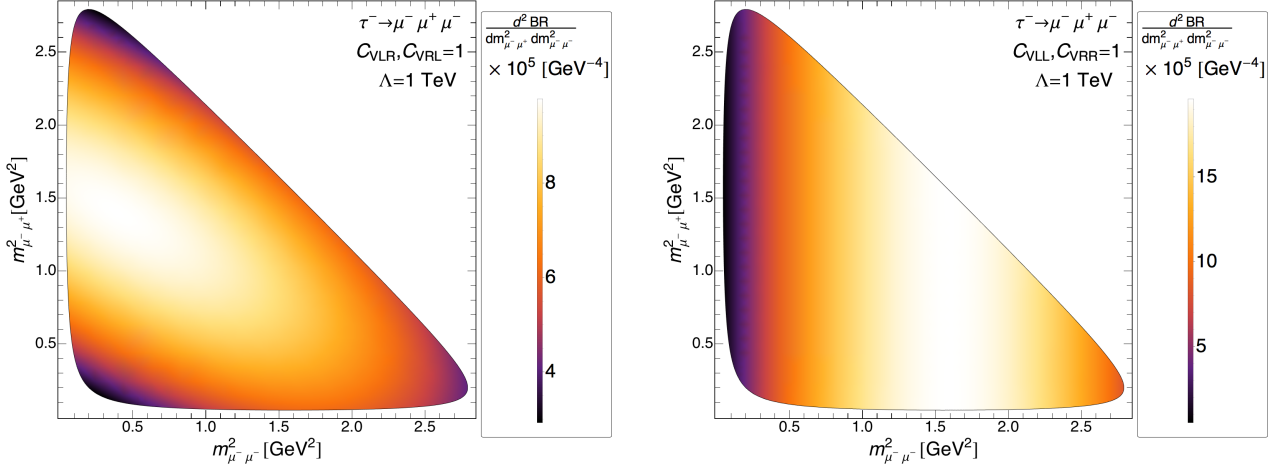 τ⁻→μ⁻ μ⁺ μ⁻
C_VLR,C_VRL=1
Λ=1 TeV
d² BR
dm²_μ⁻μ⁺ dm²_μ⁻μ⁻
× 10⁵ [GeV⁻⁴]
8
6
4
m²_μ⁻μ⁺[GeV²]
2.5
2.0
1.5
1.0
0.5
0.5 1.0 1.5 2.0 2.5
m²_μ⁻μ⁻[GeV²]
τ⁻→μ⁻ μ⁺ μ⁻
C_VLL,C_VRR=1
Λ=1 TeV
d² BR
dm²_μ⁻μ⁺ dm²_μ⁻μ⁻
× 10⁵ [GeV⁻⁴]
15
10
5
m²_μ⁻μ⁺[GeV²]
2.5
2.0
1.5
1.0
0.5
0.5 1.0 1.5 2.0 2.5
m²_μ⁻μ⁻[GeV²]